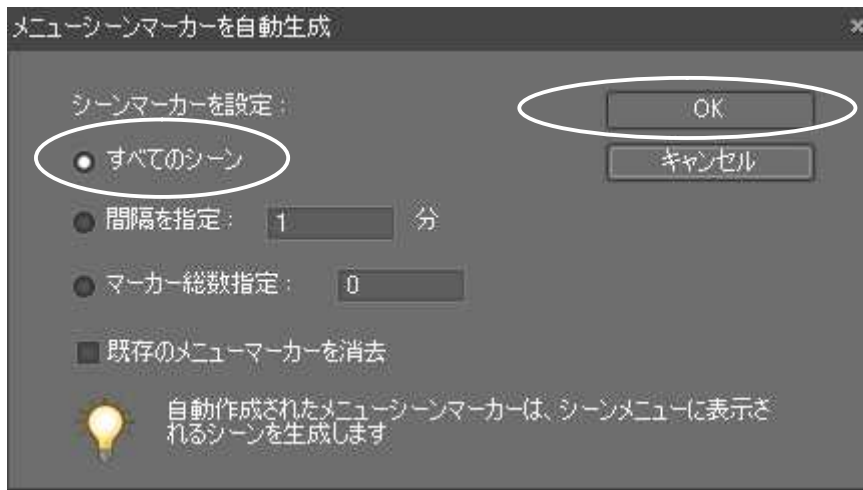 メニューシーンマーカーを自動生成
シーンマーカーを設定：
OK
すべてのシーン
キャンセル
間隔を指定： 1 分
マーカー総数指定： 0
既存のメニューマーカーを消去
自動作成されたメニューシーンマーカーは、シーンメニューに表示さ
れるシーンを生成します